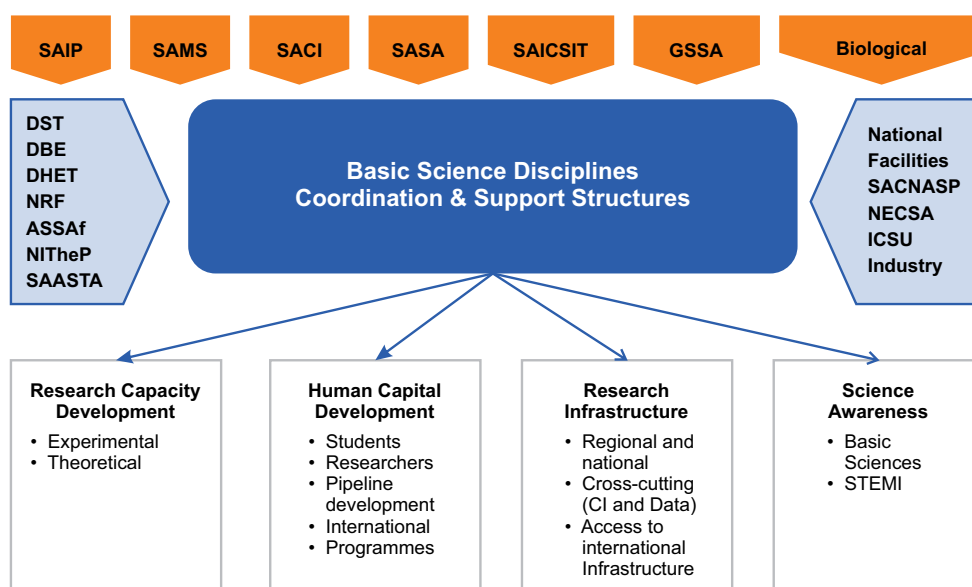 SAIP
SAMS
SACI
SASA
SAICSIT
GSSA
Biological
DST
DBE
DHET
NRF
ASSAf
NITheP
SAASTA
Basic Science Disciplines
Coordination & Support Structures
National
Facilities
SACNASP
NECSA
ICSU
Industry
Research Capacity
Development
• Experimental
• Theoretical
Human Capital
Development
• Students
• Researchers
• Pipeline
development
• International
• Programmes
Research
Infrastructure
• Regional and
national
• Cross-cutting
(CI and Data)
• Access to
international
Infrastructure
Science
Awareness
• Basic
Sciences
• STEMI